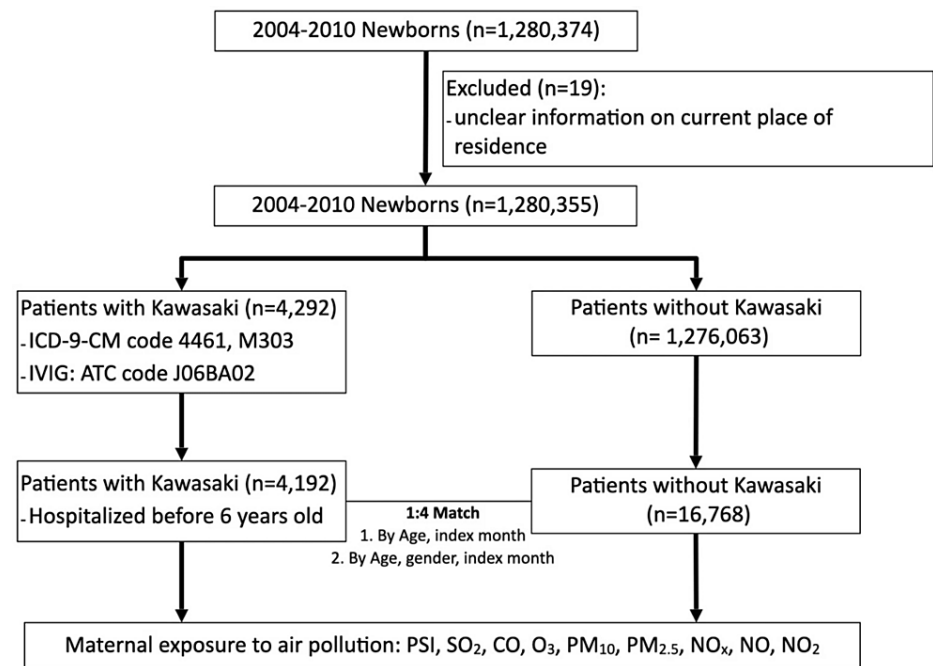 2004-2010 Newborns (n=1,280,374)
Excluded (n=19):
-unclear information on current place of
residence
2004-2010 Newborns (n=1,280,355)
Patients with Kawasaki (n=4,292)
-ICD-9-CM code 4461, M303
-IVIG: ATC code J06BA02
Patients without Kawasaki
(n= 1,276,063)
Patients with Kawasaki (n=4,192)
-Hospitalized before 6 years old
1:4 Match
1. By Age, index month
2. By Age, gender, index month
Patients without Kawasaki
(n=16,768)
Maternal exposure to air pollution: PSI, SO₂, CO, O₃, PM₁₀, PM₂.₅, NOₓ, NO, NO₂